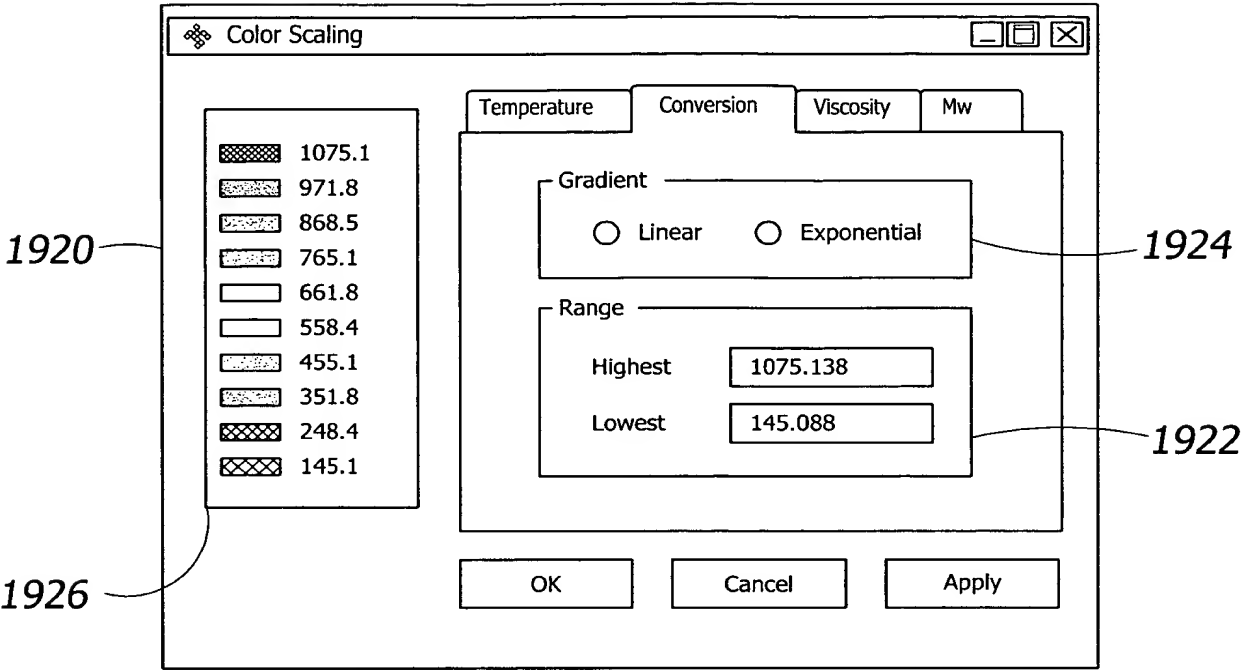 Color Scaling
Temperature Conversion Viscosity Mw
1075.1
971.8
868.5
765.1
661.8
558.4
455.1
351.8
248.4
145.1
Gradient
Linear Exponential
Range
Highest 1075.138
Lowest 145.088
OK Cancel Apply
1920
1924
1922
1926